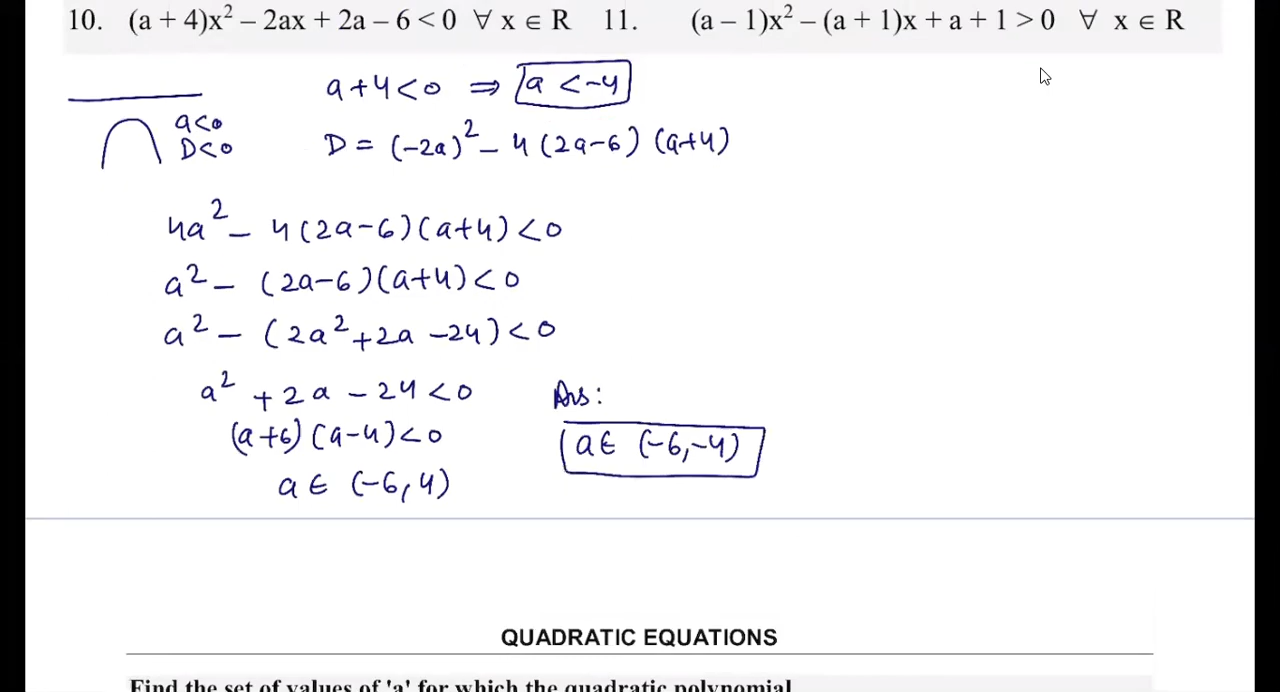 10. (a + 4)x² – 2ax + 2a – 6 < 0 ∀ x ∈ R 11. (a – 1)x² – (a + 1)x + a + 1 > 0 ∀ x ∈ R
a+4<0 ⇒ a<-4
a<0
D<0
D = (-2a)² - 4(2a-6)(a+4)
4a² - 4(2a-6)(a+4)<0
a² - (2a-6)(a+4)<0
a² - (2a²+2a-24)<0
a² + 2a - 24<0
(a+6)(a-4)<0
a ∈ (-6,4)
Ans:
a ∈ (-6,-4)
QUADRATIC EQUATIONS
Find the set of values of 'a' for which the quadratic polynomial